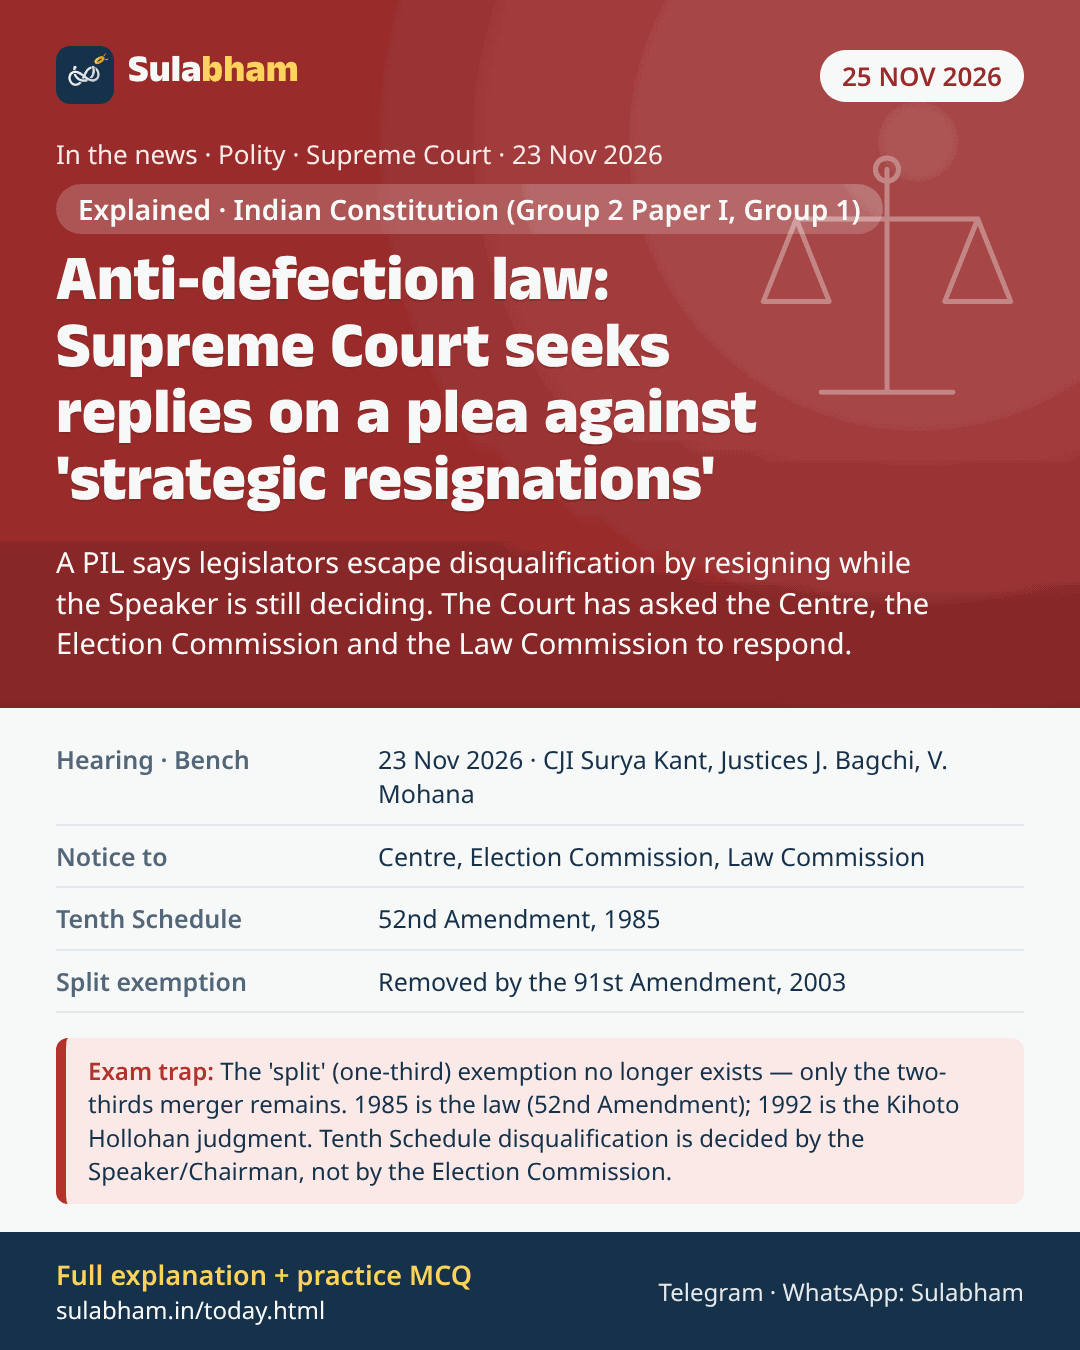 Sulabham
25 NOV 2026
In the news · Polity · Supreme Court · 23 Nov 2026
Explained · Indian Constitution (Group 2 Paper I, Group 1)
Anti-defection law:
Supreme Court seeks
replies on a plea against
'strategic resignations'
A PIL says legislators escape disqualification by resigning while
the Speaker is still deciding. The Court has asked the Centre, the
Election Commission and the Law Commission to respond.
Hearing · Bench
23 Nov 2026 · CJI Surya Kant, Justices J. Bagchi, V.
Mohana
Notice to
Centre, Election Commission, Law Commission
Tenth Schedule
52nd Amendment, 1985
Split exemption
Removed by the 91st Amendment, 2003
Exam trap: The 'split' (one-third) exemption no longer exists — only the two-
thirds merger remains. 1985 is the law (52nd Amendment); 1992 is the Kihoto
Hollohan judgment. Tenth Schedule disqualification is decided by the
Speaker/Chairman, not by the Election Commission.
Full explanation + practice MCQ
sulabham.in/today.html
Telegram · WhatsApp: Sulabham